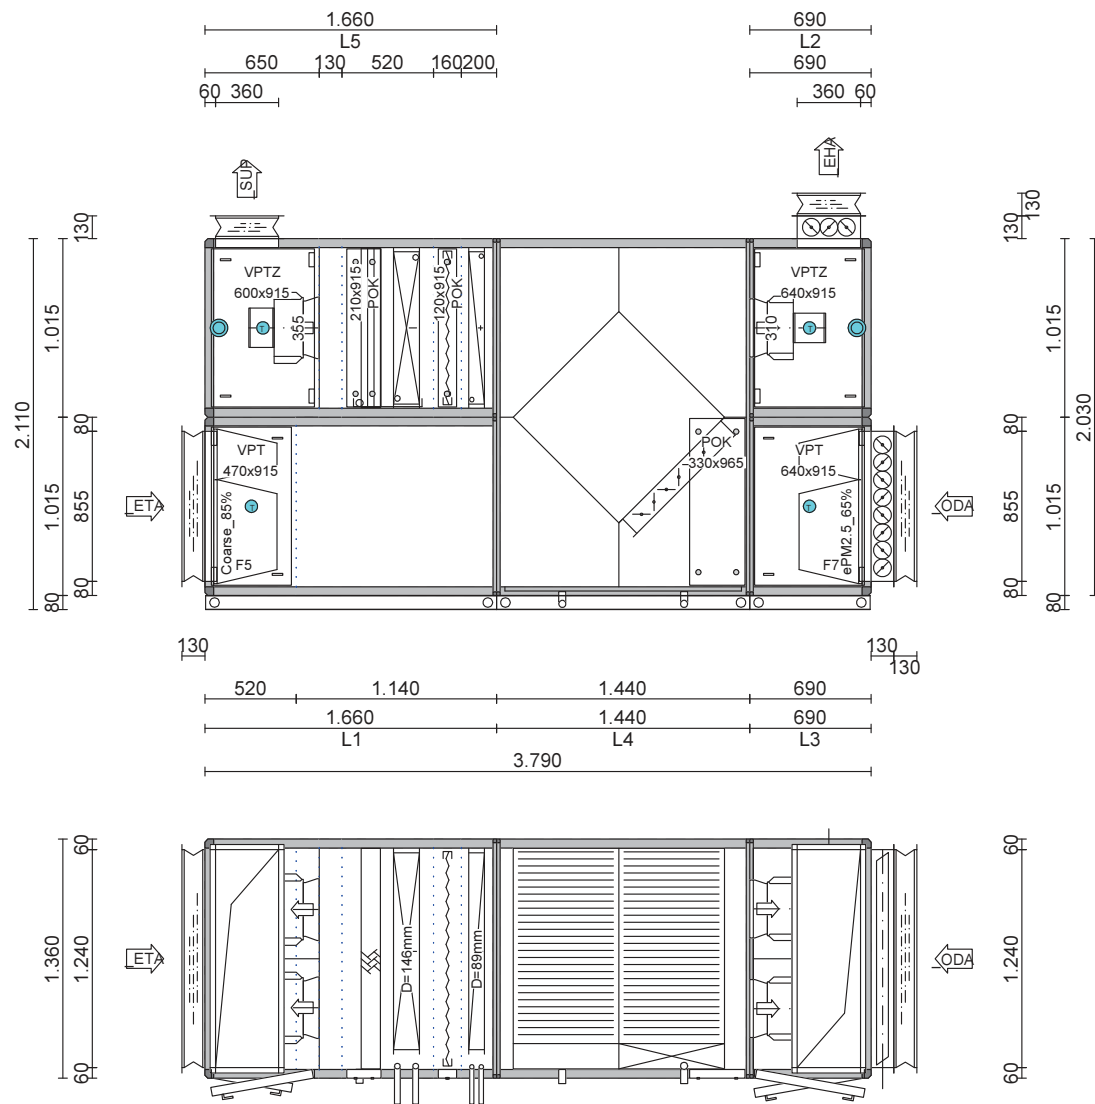 1.660
690
L5
L2
650
130
520
160
200
690
60
360
360
60
SUP
EHA
130
130
130
VPTZ
600x915
355
210x915
POK
120x915
POK
VPTZ
640x915
310
1.015
1.015
2.110
2.030
80
80
VPT
470x915
POK
330x965
VPT
640x915
ETA
1.015
855
Coarse_85%
F5
F7
ePM2.5_65%
ODA
855
1.015
80
80
80
80
130
130
130
520
1.140
1.440
690
1.660
1.440
690
L1
L4
L3
3.790
60
60
ETA
1.360
1.240
D=146mm
D=89mm
ODA
1.240
60
60
- 
+
T
T
T
T